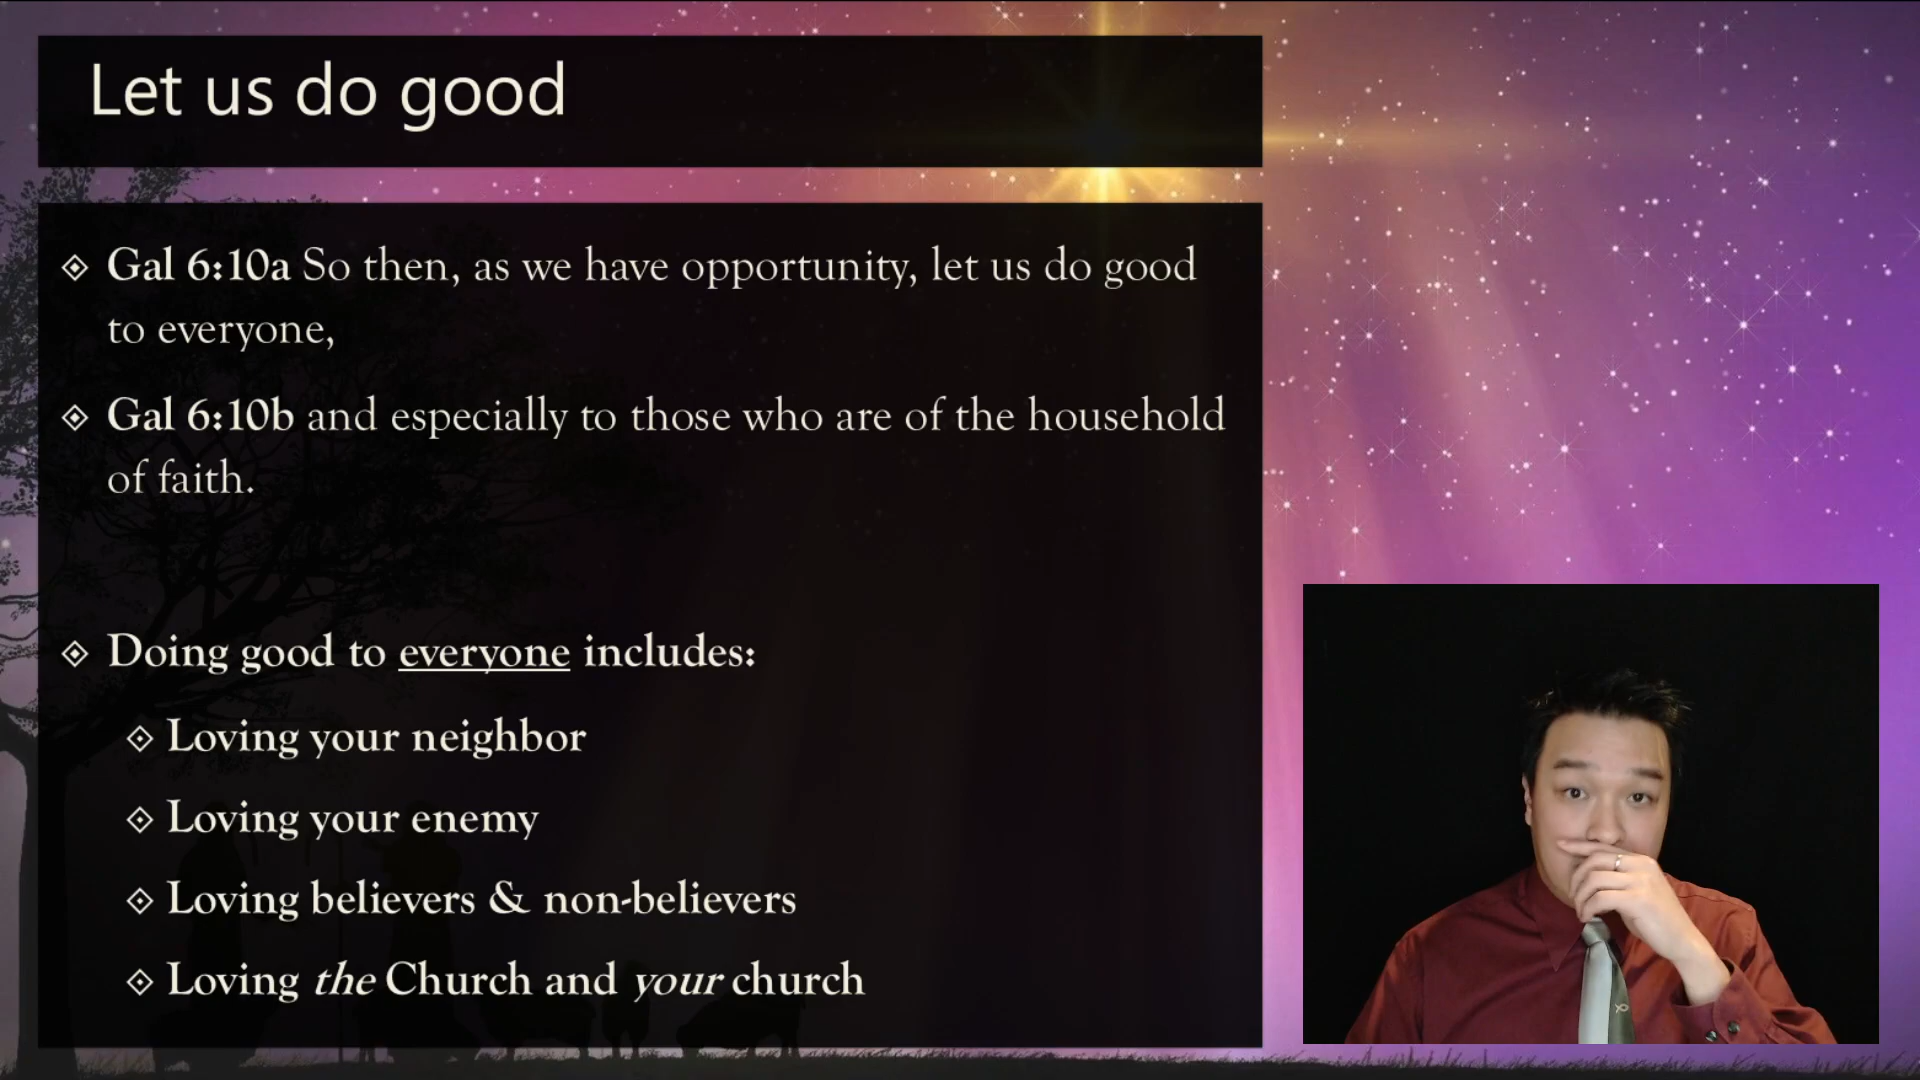 Let us do good
Gal 6:10a So then, as we have opportunity, let us do good
to everyone,
Gal 6:10b and especially to those who are of the household
of faith.
Doing good to everyone includes:
Loving your neighbor
Loving your enemy
Loving believers & non-believers
Loving the Church and your church